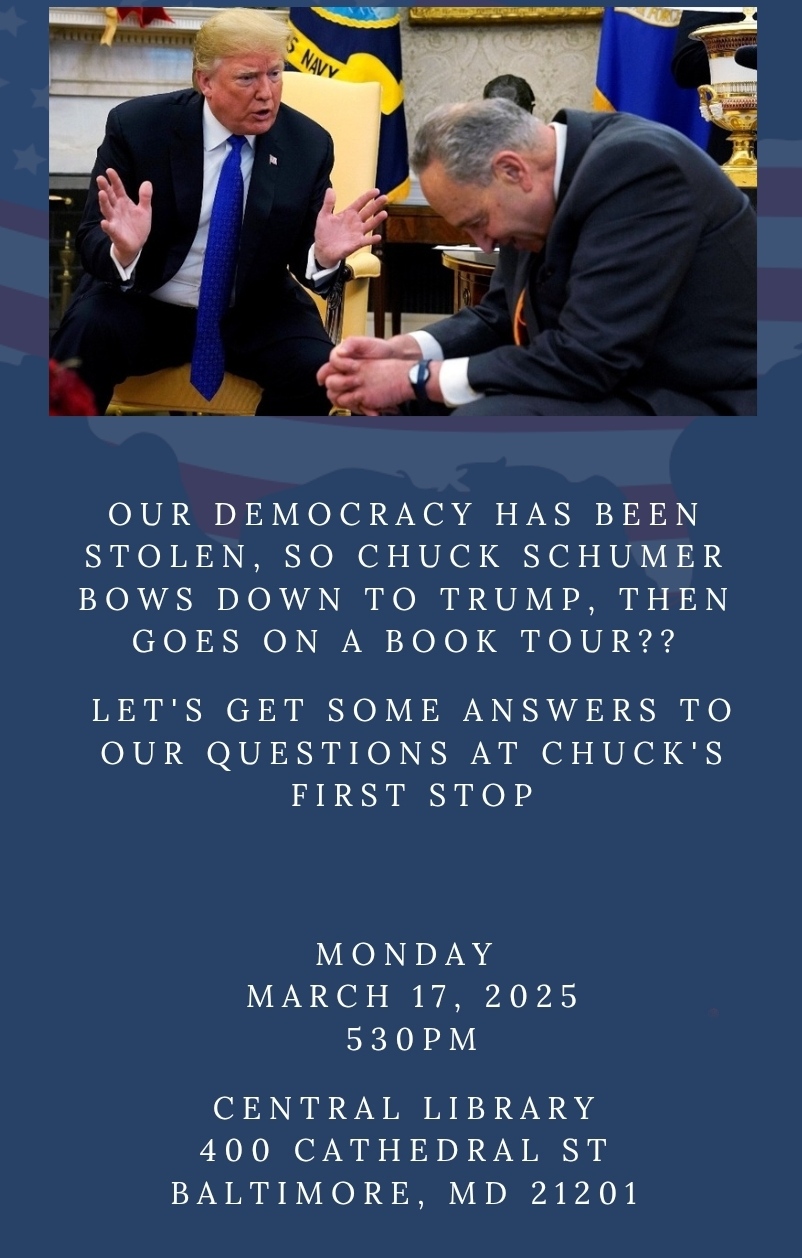 S NAVY
FORCE
OUR DEMOCRACY HAS BEEN
STOLEN, SO CHUCK SCHUMER
BOWS DOWN TO TRUMP, THEN
GOES ON A BOOK TOUR??
LET'S GET SOME ANSWERS TO
OUR QUESTIONS AT CHUCK'S
FIRST STOP
MONDAY
MARCH 17, 2025
530PM
CENTRAL LIBRARY
400 CATHEDRAL ST
BALTIMORE, MD 21201